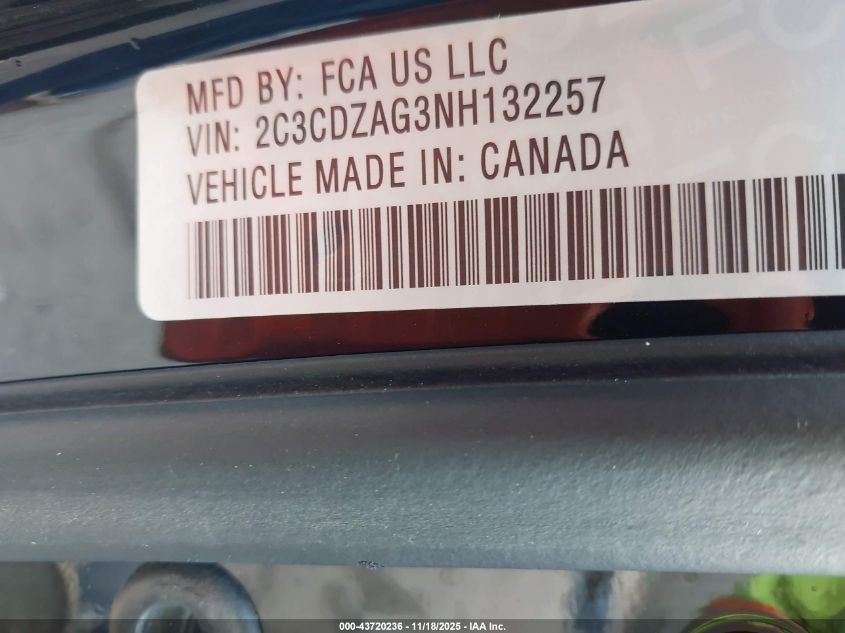 MFD BY: FCA US LLC
VIN: 2C3CDZAG3NH132257
VEHICLE MADE IN: CANADA
000-43720236 - 11/18/2025 - IAA Inc.